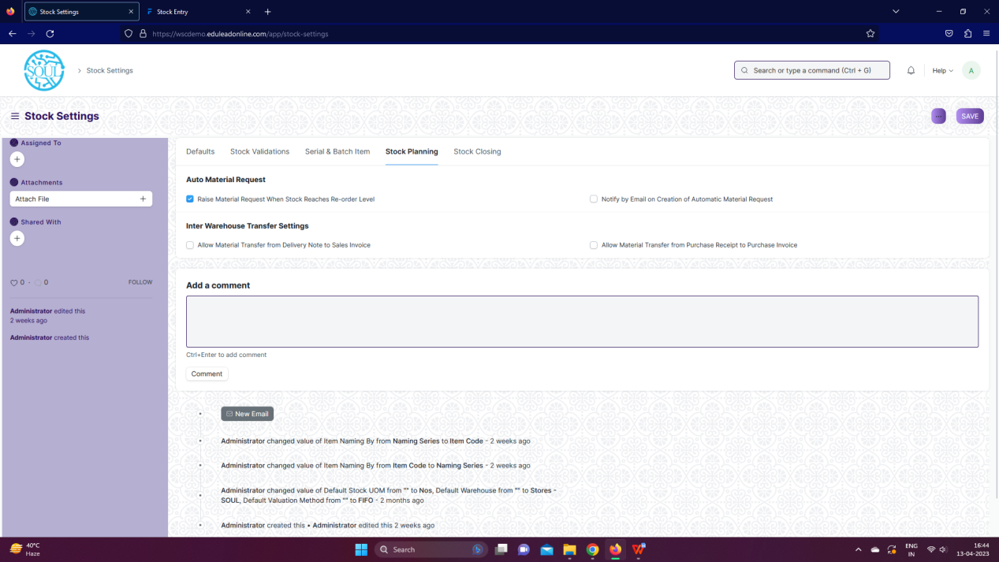 Stock Settings
Stock Entry
https://wscdemo.eduleadonline.com/app/stock-settings
SOUL
Stock Settings
Search or type a command (Ctrl + G)
Help
A
Stock Settings
SAVE
Assigned To
Attachments
Attach File
Shared With
0
0
FOLLOW
Administrator edited this
2 weeks ago
Administrator created this
Defaults
Stock Validations
Serial & Batch Item
Stock Planning
Stock Closing
Auto Material Request
Raise Material Request When Stock Reaches Re-order Level
Notify by Email on Creation of Automatic Material Request
Inter Warehouse Transfer Settings
Allow Material Transfer from Delivery Note to Sales Invoice
Allow Material Transfer from Purchase Receipt to Purchase Invoice
Add a comment
Ctrl+Enter to add comment
Comment
New Email
Administrator changed value of Item Naming By from Naming Series to Item Code - 2 weeks ago
Administrator changed value of Item Naming By from Item Code to Naming Series - 2 weeks ago
Administrator changed value of Default Stock UOM from "" to Nos, Default Warehouse from "" to Stores -
SOUL, Default Valuation Method from "" to FIFO - 2 months ago
Administrator created this • Administrator edited this 2 weeks ago
40°C
Haze
Search
ENG
IN
16:44
13-04-2023